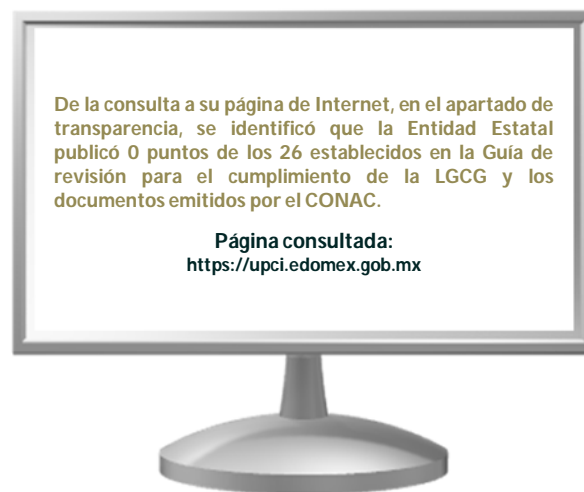 De la consulta a su página de Internet, en el apartado de
transparencia, se identificó que la Entidad Estatal
publicó 0 puntos de los 26 establecidos en la Guía de
revisión para el cumplimiento de la LGCG y los
documentos emitidos por el CONAC.
Página consultada:
https://upci.edomex.gob.mx